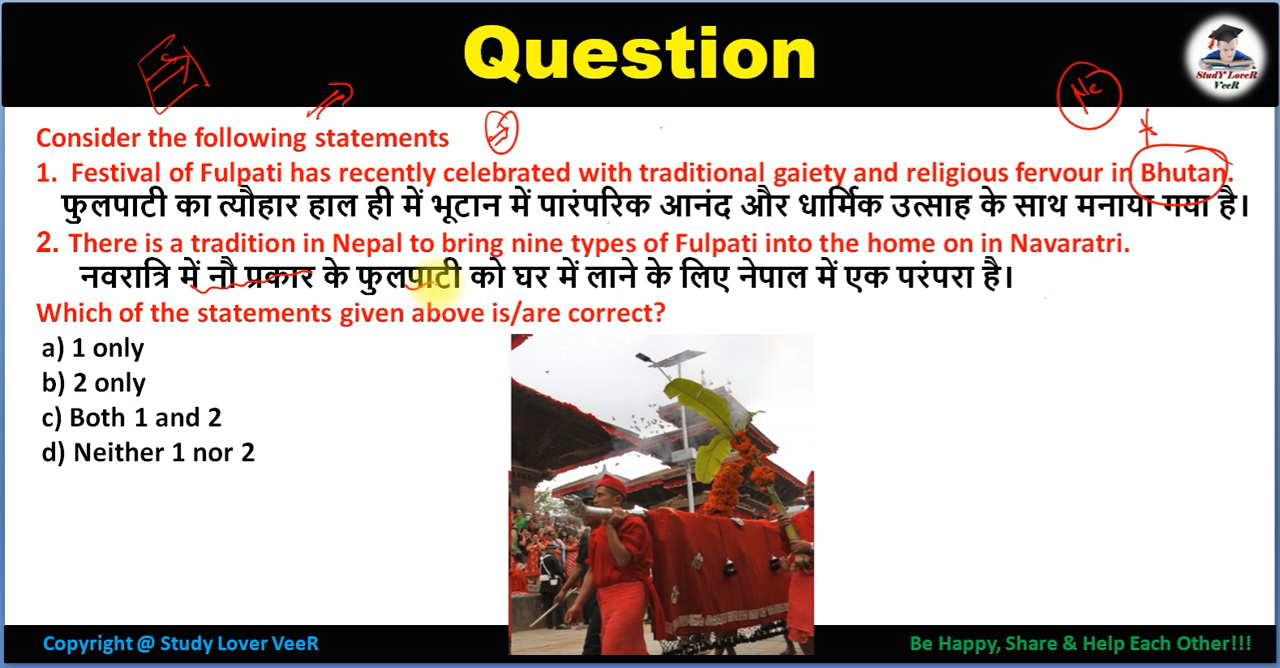 Question
StudY LoveR
VeeR
Ne
Consider the following statements
1. Festival of Fulpati has recently celebrated with traditional gaiety and religious fervour in Bhutan.
फुलपाटी का त्यौहार हाल ही में भूटान में पारंपरिक आनंद और धार्मिक उत्साह के साथ मनाया गया है।
2. There is a tradition in Nepal to bring nine types of Fulpati into the home on in Navaratri.
नवरात्रि में नौ प्रकार के फुलपाटी को घर में लाने के लिए नेपाल में एक परंपरा है।
Which of the statements given above is/are correct?
a) 1 only
b) 2 only
c) Both 1 and 2
d) Neither 1 nor 2
Copyright @ Study Lover VeeR
Be Happy, Share & Help Each Other!!!